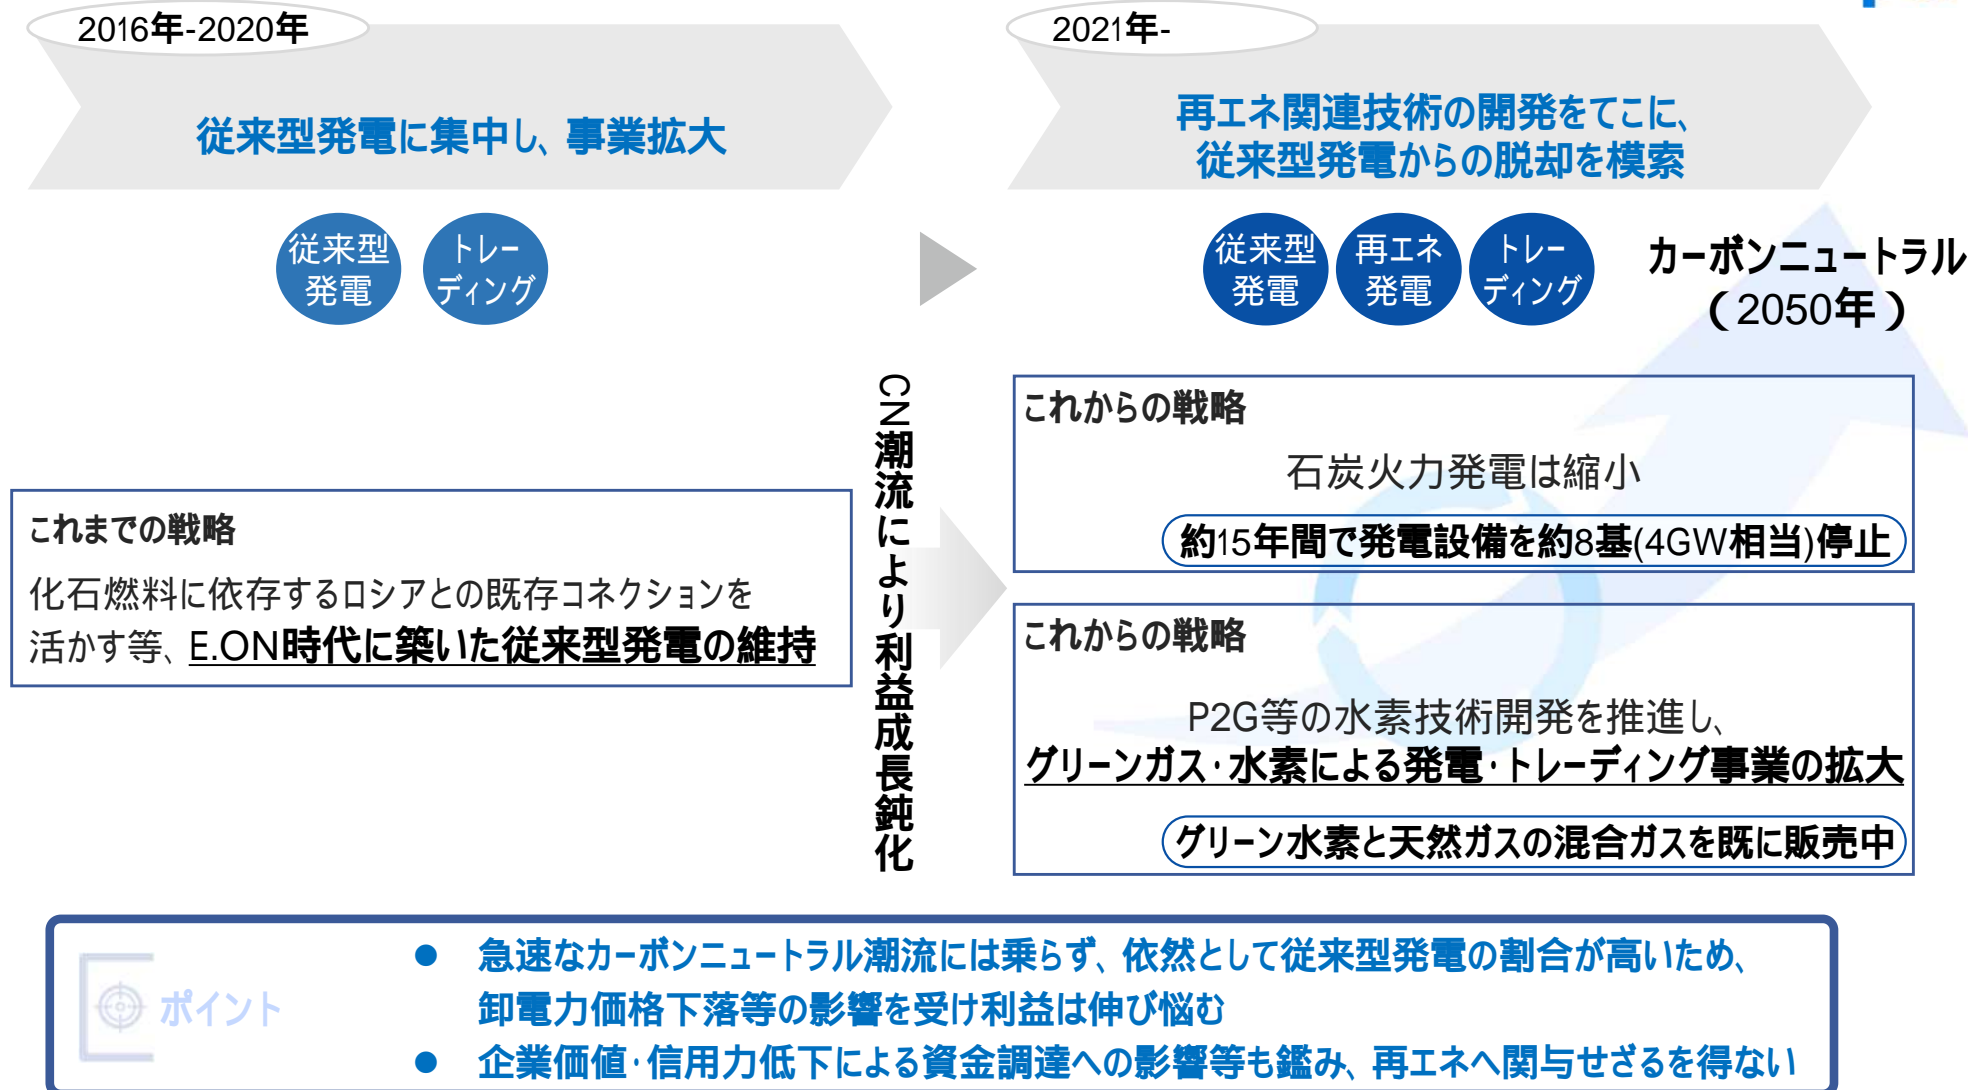 2016年-2020年
従来型発電に集中し、事業拡大
従来型
発電
トレー
ディング
これまでの戦略
化石燃料に依存するロシアとの既存コネクションを
活かす等、E.ON時代に築いた従来型発電の維持
CN潮流により利益成長鈍化
2021年-
再エネ関連技術の開発をてこに、
従来型発電からの脱却を模索
従来型
発電
再エネ
発電
トレー
ディング
カーボンニュートラル
(2050年)
これからの戦略
石炭火力発電は縮小
約15年間で発電設備を約8基(4GW相当)停止
これからの戦略
P2G等の水素技術開発を推進し、
グリーンガス・水素による発電・トレーディング事業の拡大
グリーン水素と天然ガスの混合ガスを既に販売中
ポイント
● 急速なカーボンニュートラル潮流には乗らず、依然として従来型発電の割合が高いため、
卸電力価格下落等の影響を受け利益は伸び悩む
● 企業価値・信用力低下による資金調達への影響等も鑑み、再エネへ関与せざるを得ない